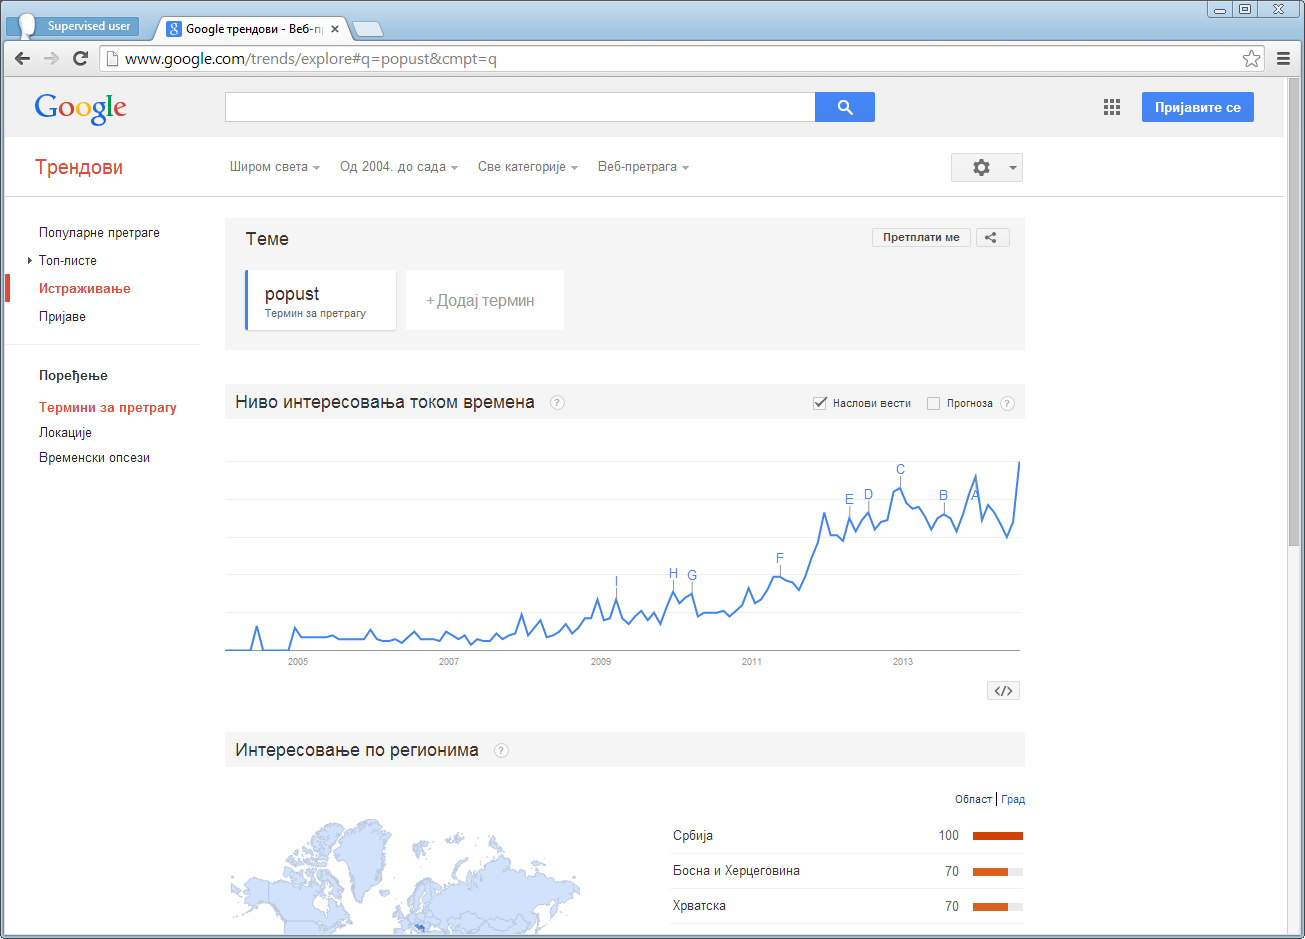 Supervised user
Google трендови - Веб-п
www.google.com/trends/explore#q=popust&cmpt=q
Google
Пријавите се
Трендови
Широм света
Од 2004. до сада
Све категорије
Веб-претрага
Популарне претраге
Топ-листе
Истраживање
Пријаве
Поређење
Термини за претрагу
Локације
Временски опсези
Теме
Претплати ме
popust
Термин за претрагу
+Додај термин
Ниво интересовања током времена ?
Наслови вести
Прогноза ?
C
E D B A
F
I H G
2005 2007 2009 2011 2013
</>
Интересовање по регионима ?
Област | Град
Србија 100
Босна и Херцеговина 70
Хрватска 70